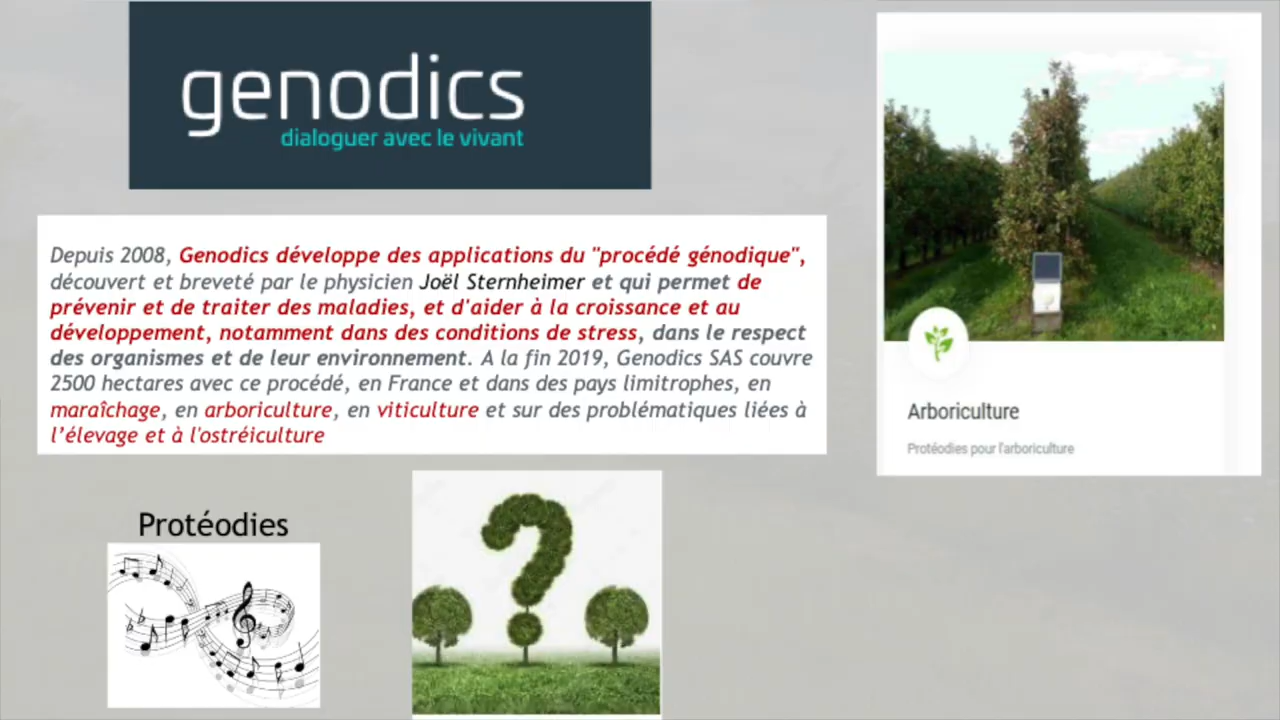 genodics
dialoguer avec le vivant
Depuis 2008, Genodics développe des applications du "procédé génodique",
découvert et breveté par le physicien Joël Sternheimer et qui permet de
prévenir et de traiter des maladies, et d'aider à la croissance et au
développement, notamment dans des conditions de stress, dans le respect
des organismes et de leur environnement. A la fin 2019, Genodics SAS couvre
2500 hectares avec ce procédé, en France et dans des pays limitrophes, en
maraîchage, en arboriculture, en viticulture et sur des problématiques liées à
l’élevage et à l'ostréiculture
Arboriculture
Protéodies pour l'arboriculture
Protéodies